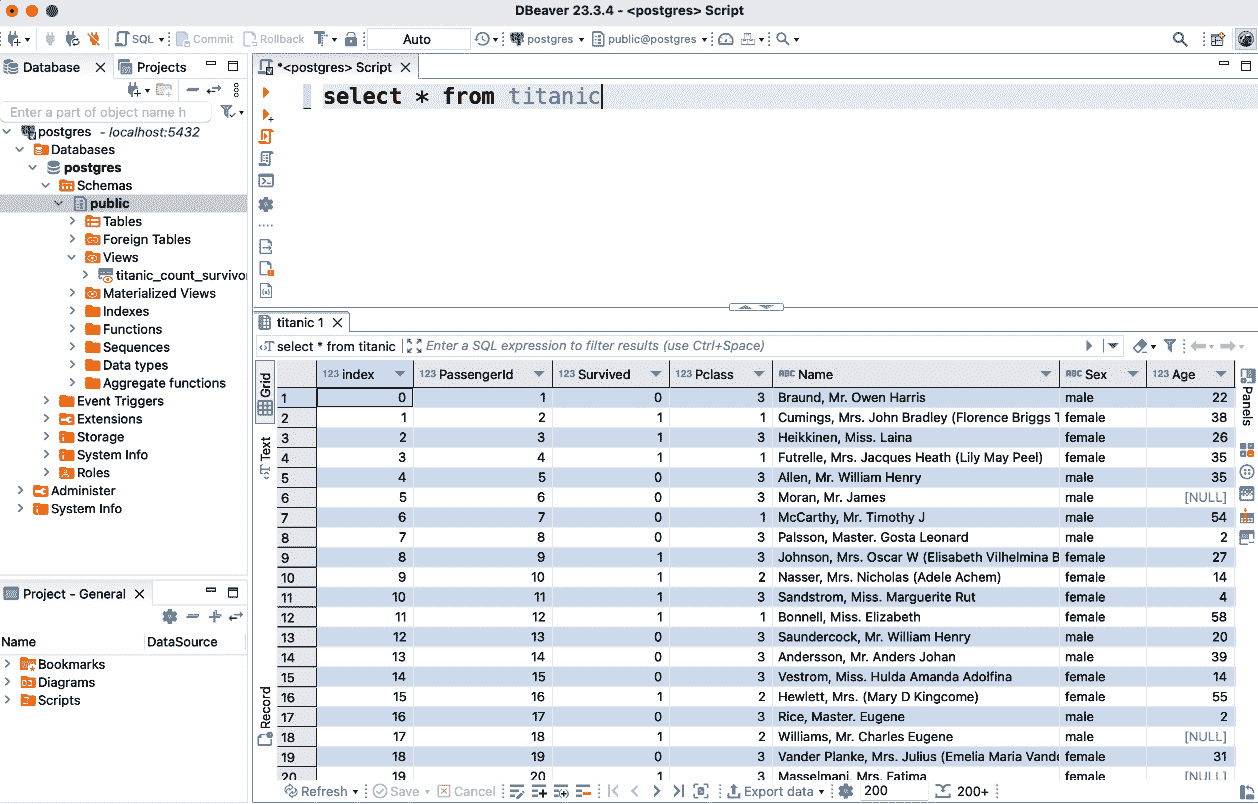 DBeaver 23.3.4 - <postgres> Script
SQL Commit Rollback T Auto postgres public@postgres
Database Projects
*<postgres> Script
select * from titanic
Enter a part of object name h
postgres - localhost:5432
Databases
postgres
Schemas
public
Tables
Foreign Tables
Views
titanic_count_survivo
Materialized Views
Indexes
Functions
Sequences
Data types
Aggregate functions
Event Triggers
Extensions
Storage
System Info
Roles
Administer
System Info
Project - General
Name DataSource
Bookmarks
Diagrams
Scripts
titanic 1
select * from titanic Enter a SQL expression to filter results (use Ctrl+Space)
Grid
Text
Record
Panels
123 index 123 PassengerId 123 Survived 123 Pclass ABC Name ABC Sex 123 Age
1 0 1 0 3 Braund, Mr. Owen Harris male 22
2 1 2 1 1 Cumings, Mrs. John Bradley (Florence Briggs T female 38
3 2 3 1 3 Heikkinen, Miss. Laina female 26
4 3 4 1 1 Futrelle, Mrs. Jacques Heath (Lily May Peel) female 35
5 4 5 0 3 Allen, Mr. William Henry male 35
6 5 6 0 3 Moran, Mr. James male [NULL]
7 6 7 0 1 McCarthy, Mr. Timothy J male 54
8 7 8 0 3 Palsson, Master. Gosta Leonard male 2
9 8 9 1 3 Johnson, Mrs. Oscar W (Elisabeth Vilhelmina B female 27
10 9 10 1 2 Nasser, Mrs. Nicholas (Adele Achem) female 14
11 10 11 1 3 Sandstrom, Miss. Marguerite Rut female 4
12 11 12 1 1 Bonnell, Miss. Elizabeth female 58
13 12 13 0 3 Saundercock, Mr. William Henry male 20
14 13 14 0 3 Andersson, Mr. Anders Johan male 39
15 14 15 0 3 Vestrom, Miss. Hulda Amanda Adolfina female 14
16 15 16 1 2 Hewlett, Mrs. (Mary D Kingcome) female 55
17 16 17 0 3 Rice, Master. Eugene male 2
18 17 18 1 2 Williams, Mr. Charles Eugene male [NULL]
19 18 19 0 3 Vander Planke, Mrs. Julius (Emelia Maria Vande female 31
20 19 20 1 3 Masselmani, Mrs. Fatima female [NULL]
Refresh Save Cancel Export data 200 200+